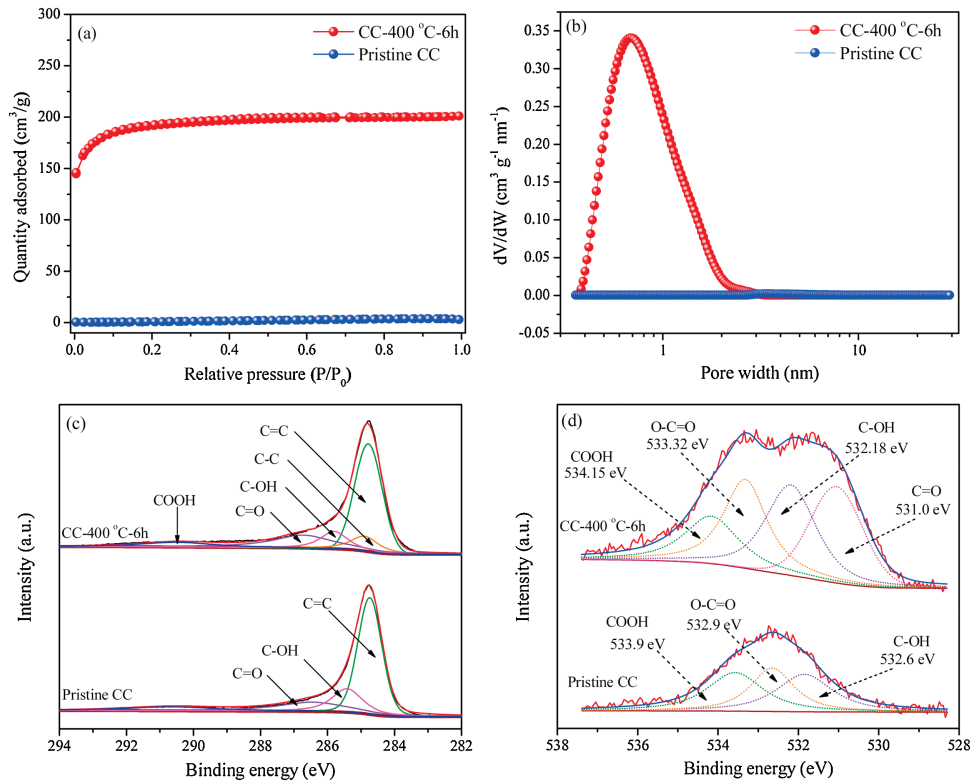 (a)
CC-400 °C-6h
Pristine CC
300
250
200
150
100
50
0
0.0
0.2
0.4
0.6
0.8
1.0
Quantity adsorbed (cm³/g)
Relative pressure (P/P₀)
(b)
CC-400 °C-6h
Pristine CC
0.35
0.30
0.25
0.20
0.15
0.10
0.05
0.00
-0.05
1
10
dV/dW (cm³ g⁻¹ nm⁻¹)
Pore width (nm)
(c)
C=C
C-C
C-OH
C=O
COOH
CC-400 °C-6h
C=C
C-OH
C=O
Pristine CC
294
292
290
288
286
284
282
Intensity (a.u.)
Binding energy (eV)
(d)
O-C=O
533.32 eV
C-OH
532.18 eV
COOH
534.15 eV
C=O
531.0 eV
CC-400 °C-6h
O-C=O
532.9 eV
COOH
533.9 eV
C-OH
532.6 eV
Pristine CC
538
536
534
532
530
528
Intensity (a.u.)
Binding energy (eV)